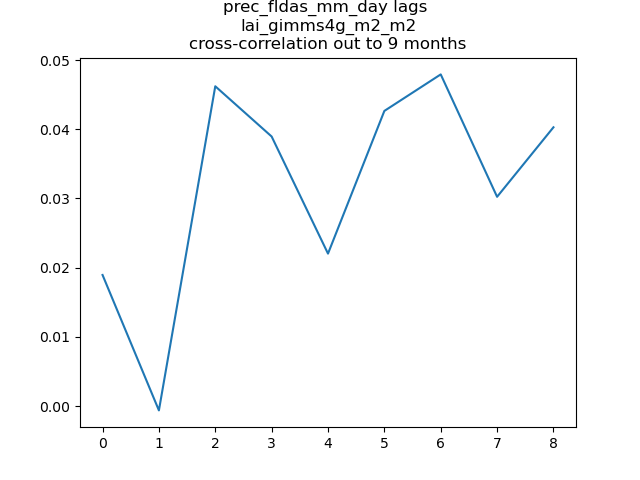 prec_fldas_mm_day lags
lai_gimms4g_m2_m2
cross-correlation out to 9 months
0.05
0.04
0.03
0.02
0.01
0.00
0 1 2 3 4 5 6 7 8